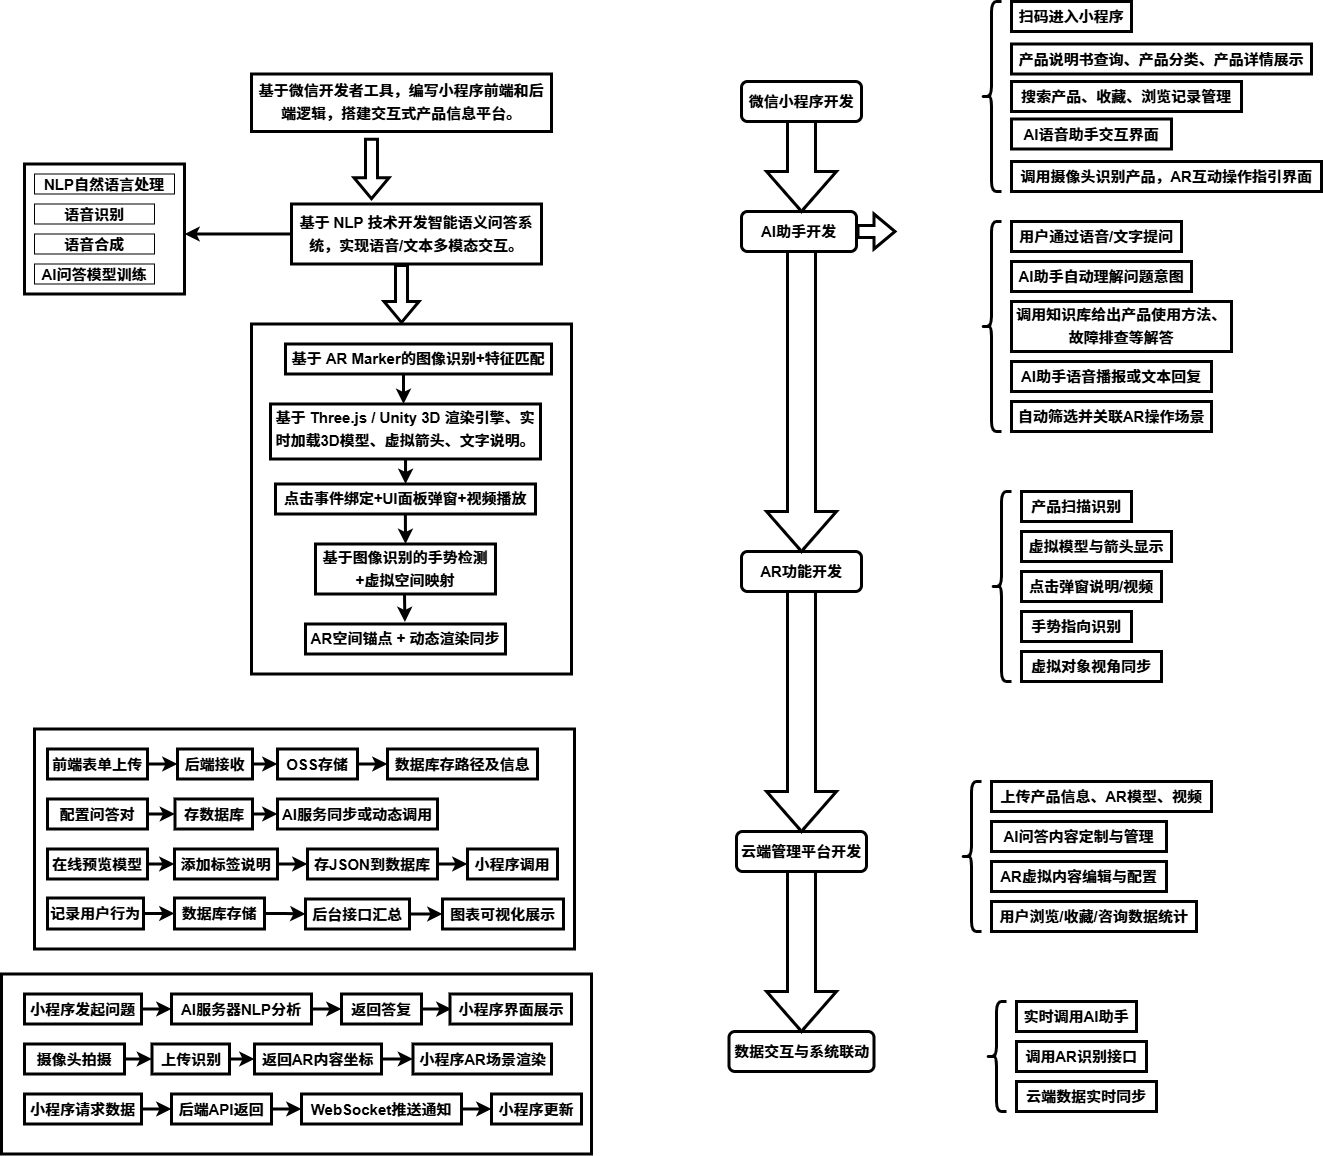 基于微信开发者工具，编写小程序前端和后
端逻辑，搭建交互式产品信息平台。
NLP自然语言处理
语音识别
语音合成
AI问答模型训练
基于 NLP 技术开发智能语义问答系
统，实现语音/文本多模态交互。
基于 AR Marker的图像识别+特征匹配
基于 Three.js / Unity 3D 渲染引擎、实
时加载3D模型、虚拟箭头、文字说明。
点击事件绑定+UI面板弹窗+视频播放
基于图像识别的手势检测
+虚拟空间映射
AR空间锚点 + 动态渲染同步
前端表单上传
后端接收
OSS存储
数据库存路径及信息
配置问答对
存数据库
AI服务同步或动态调用
在线预览模型
添加标签说明
存JSON到数据库
小程序调用
记录用户行为
数据库存储
后台接口汇总
图表可视化展示
小程序发起问题
AI服务器NLP分析
返回答复
小程序界面展示
摄像头拍摄
上传识别
返回AR内容坐标
小程序AR场景渲染
小程序请求数据
后端API返回
WebSocket推送通知
小程序更新
微信小程序开发
AI助手开发
AR功能开发
云端管理平台开发
数据交互与系统联动
扫码进入小程序
产品说明书查询、产品分类、产品详情展示
搜索产品、收藏、浏览记录管理
AI语音助手交互界面
调用摄像头识别产品，AR互动操作指引界面
用户通过语音/文字提问
AI助手自动理解问题意图
调用知识库给出产品使用方法、
故障排查等解答
AI助手语音播报或文本回复
自动筛选并关联AR操作场景
产品扫描识别
虚拟模型与箭头显示
点击弹窗说明/视频
手势指向识别
虚拟对象视角同步
上传产品信息、AR模型、视频
AI问答内容定制与管理
AR虚拟内容编辑与配置
用户浏览/收藏/咨询数据统计
实时调用AI助手
调用AR识别接口
云端数据实时同步